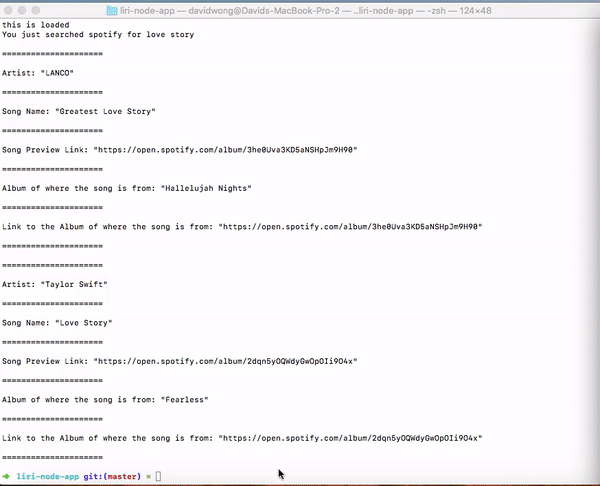 liri-node-app — davidwong@Davids-MacBook-Pro-2 — ..liri-node-app — -zsh — 124×48
this is loaded
You just searched spotify for love story
=====================
Artist: "LANCO"
=====================
Song Name: "Greatest Love Story"
=====================
Song Preview Link: "https://open.spotify.com/album/3he0Uva3KD5aNSHpJm9H90"
=====================
Album of where the song is from: "Hallelujah Nights"
=====================
Link to the Album of where the song is from: "https://open.spotify.com/album/3he0Uva3KD5aNSHpJm9H90"
=====================
=====================
Artist: "Taylor Swift"
=====================
Song Name: "Love Story"
=====================
Song Preview Link: "https://open.spotify.com/album/2dqn5yOQWdyGwOpOIi9O4x"
=====================
Album of where the song is from: "Fearless"
=====================
Link to the Album of where the song is from: "https://open.spotify.com/album/2dqn5yOQWdyGwOpOIi9O4x"
=====================
➜ liri-node-app git:(master) ✗